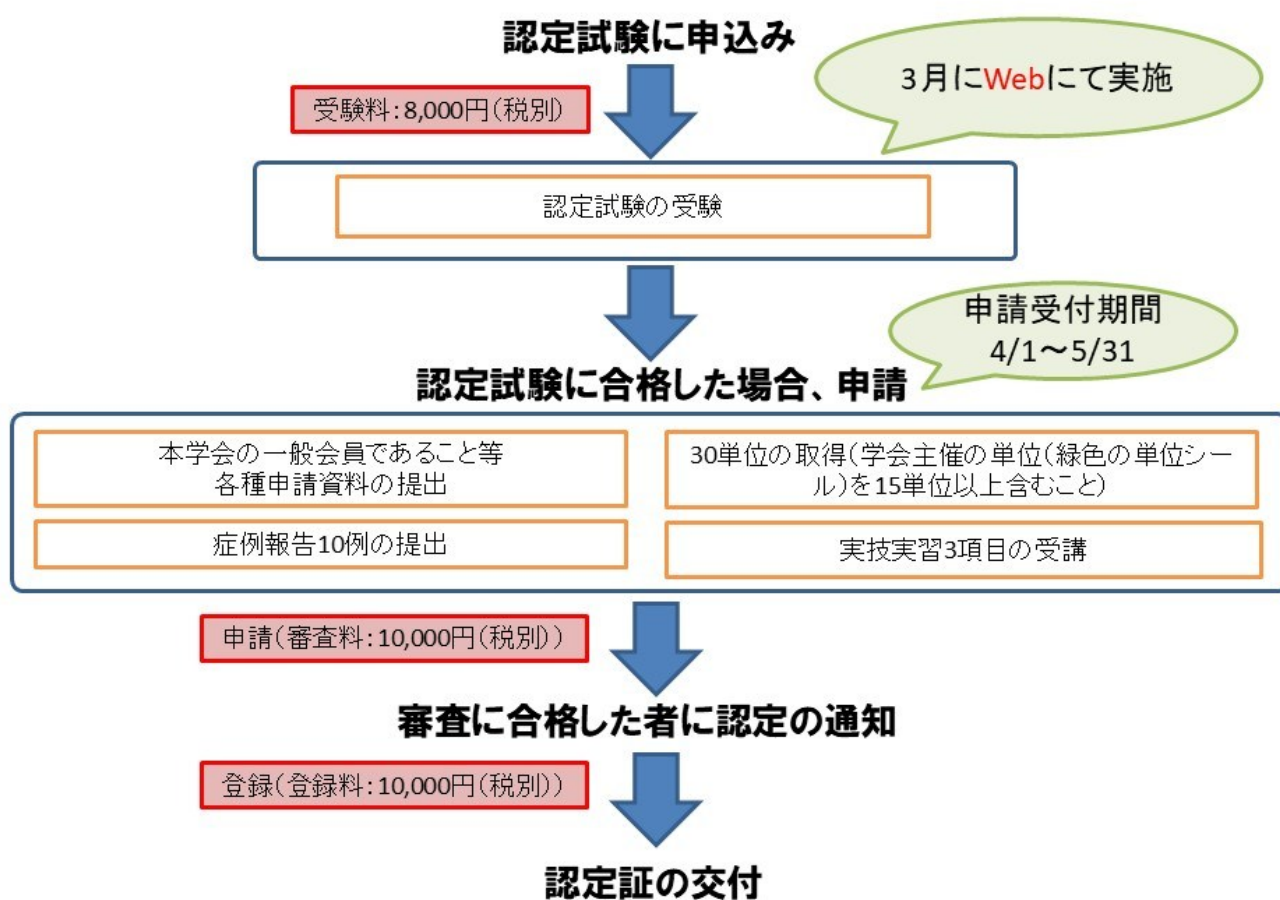 認定試験に申込み
3月にWebにて実施
受験料:8,000円(税別)
認定試験の受験
申請受付期間
4/1～5/31
認定試験に合格した場合、申請
本学会の一般会員であること等
各種申請資料の提出
30単位の取得(学会主催の単位(緑色の単位シー
ル)を15単位以上含むこと)
症例報告10例の提出
実技実習3項目の受講
申請(審査料:10,000円(税別))
審査に合格した者に認定の通知
登録(登録料:10,000円(税別))
認定証の交付